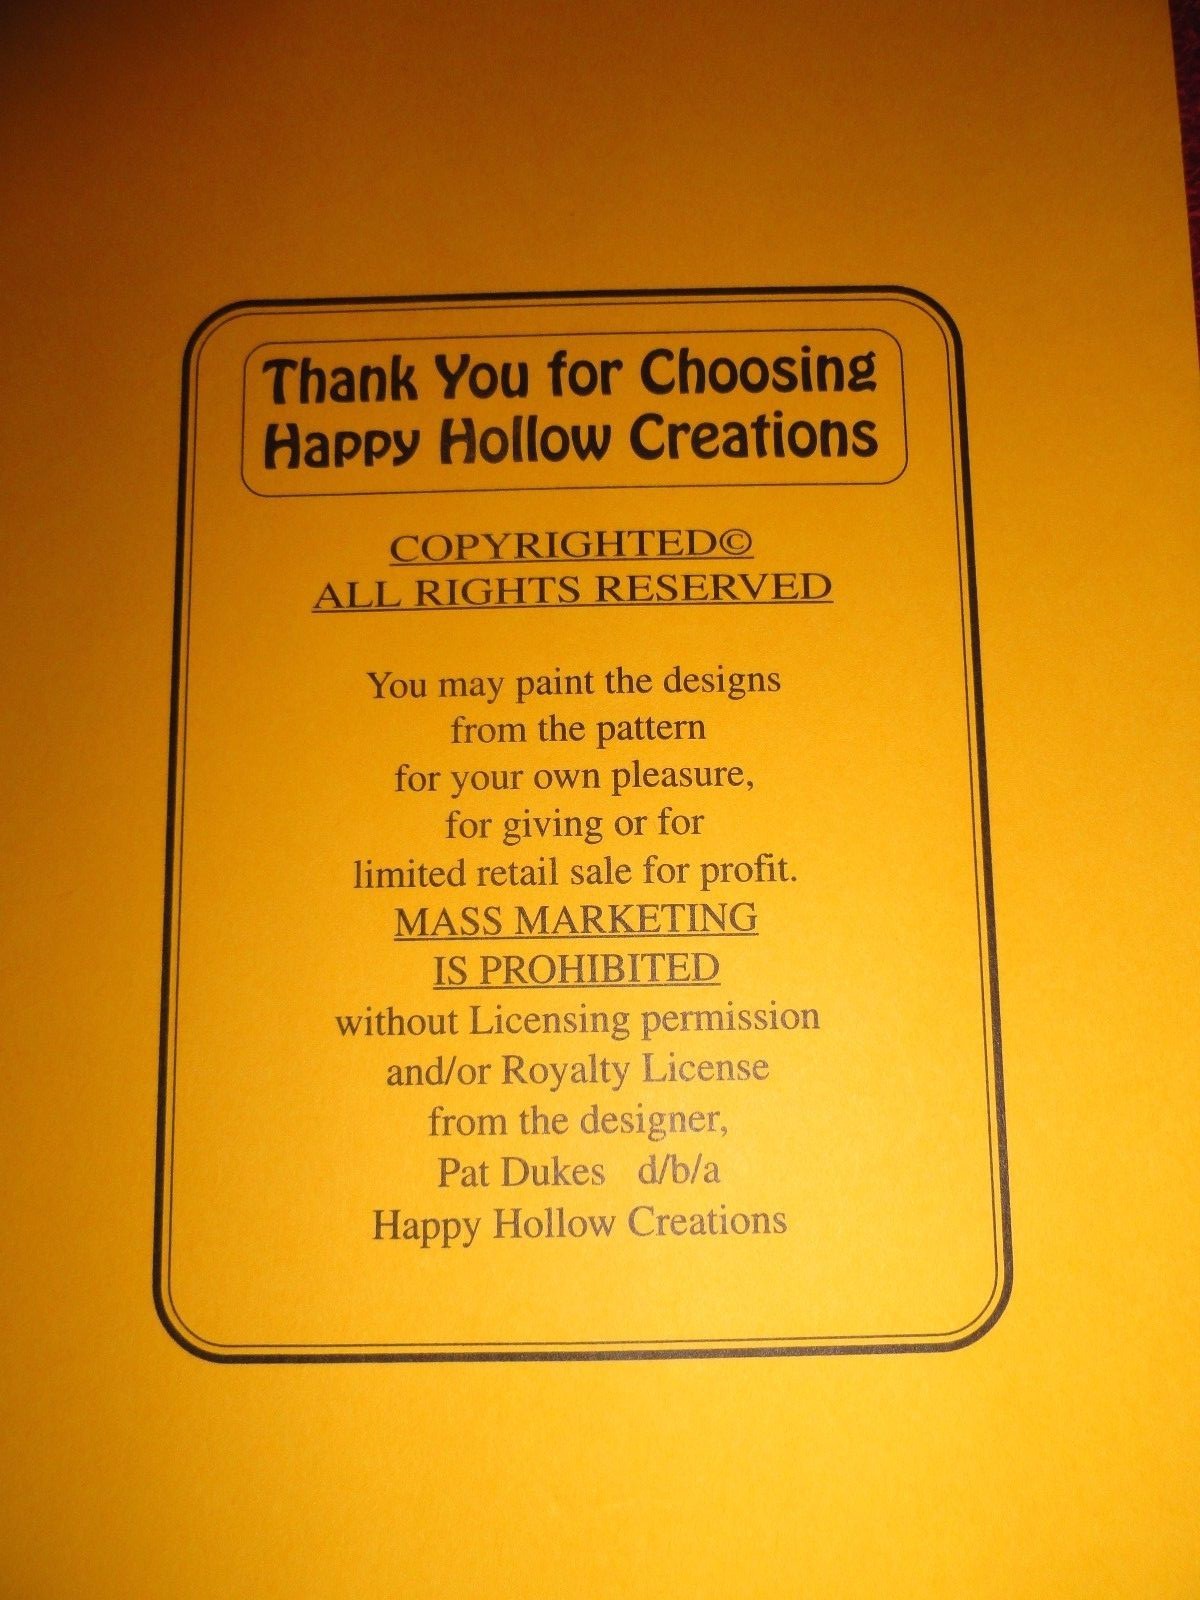 Thank You for Choosing
Happy Hollow Creations
COPYRIGHTED©
ALL RIGHTS RESERVED
You may paint the designs
from the pattern
for your own pleasure,
for giving or for
limited retail sale for profit.
MASS MARKETING
IS PROHIBITED
without Licensing permission
and/or Royalty License
from the designer,
Pat Dukes d/b/a
Happy Hollow Creations